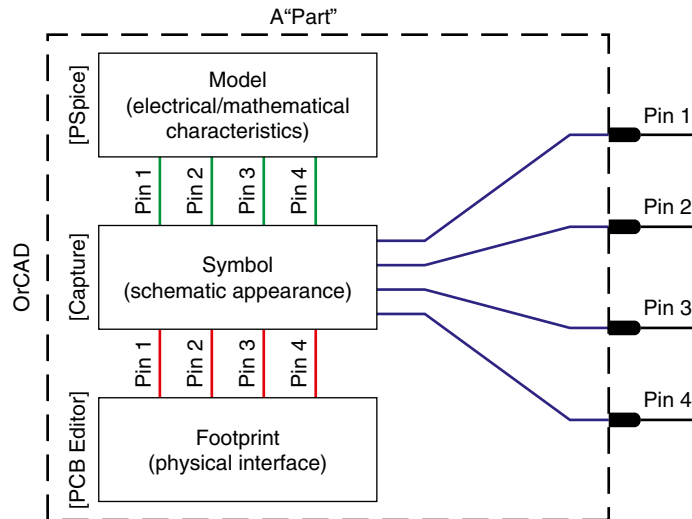 A“Part”
OrCAD
[PSpice]
Model
(electrical/mathematical
characteristics)
Pin 1
Pin 2
Pin 3
Pin 4
[Capture]
Symbol
(schematic appearance)
Pin 1
Pin 2
Pin 3
Pin 4
[PCB Editor]
Footprint
(physical interface)
Pin 1
Pin 2
Pin 3
Pin 4